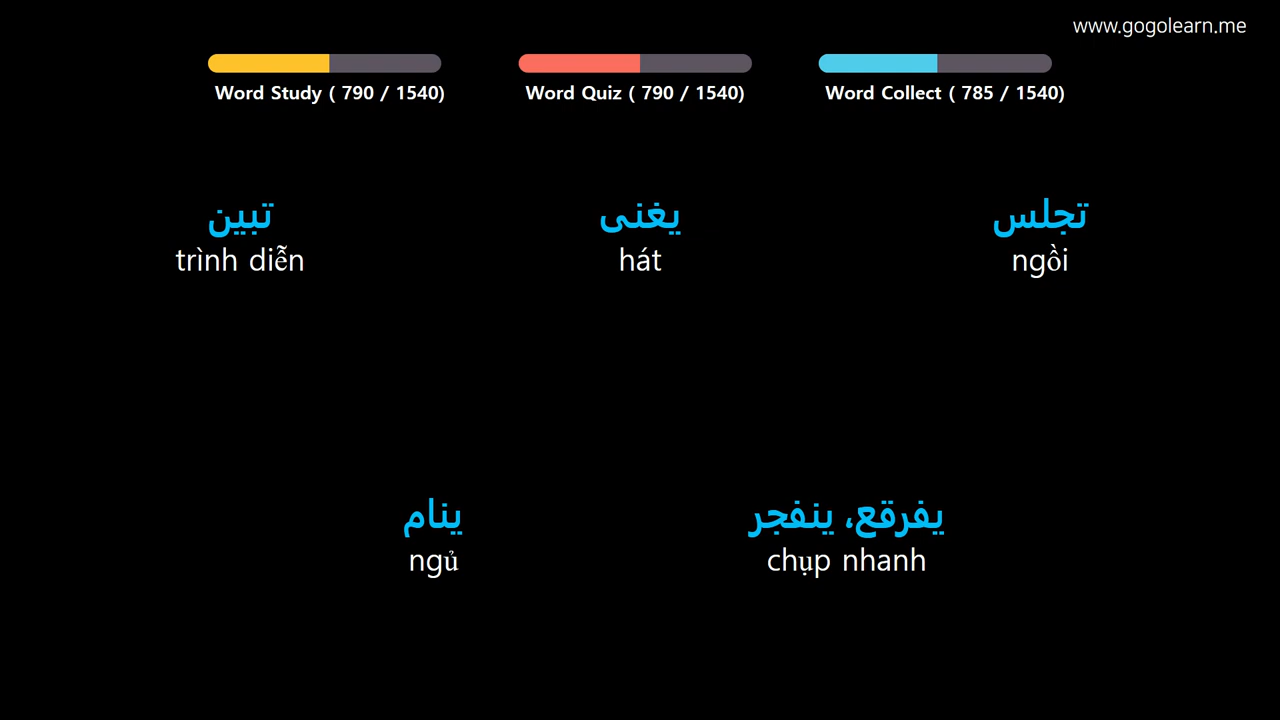 www.gogolearn.me
Word Study ( 790 / 1540)
Word Quiz ( 790 / 1540)
Word Collect ( 785 / 1540)
تبيين
trình diễn
يغنى
hát
تجلس
ngồi
ينام
ngủ
يفرقع، ينفجر
chụp nhanh